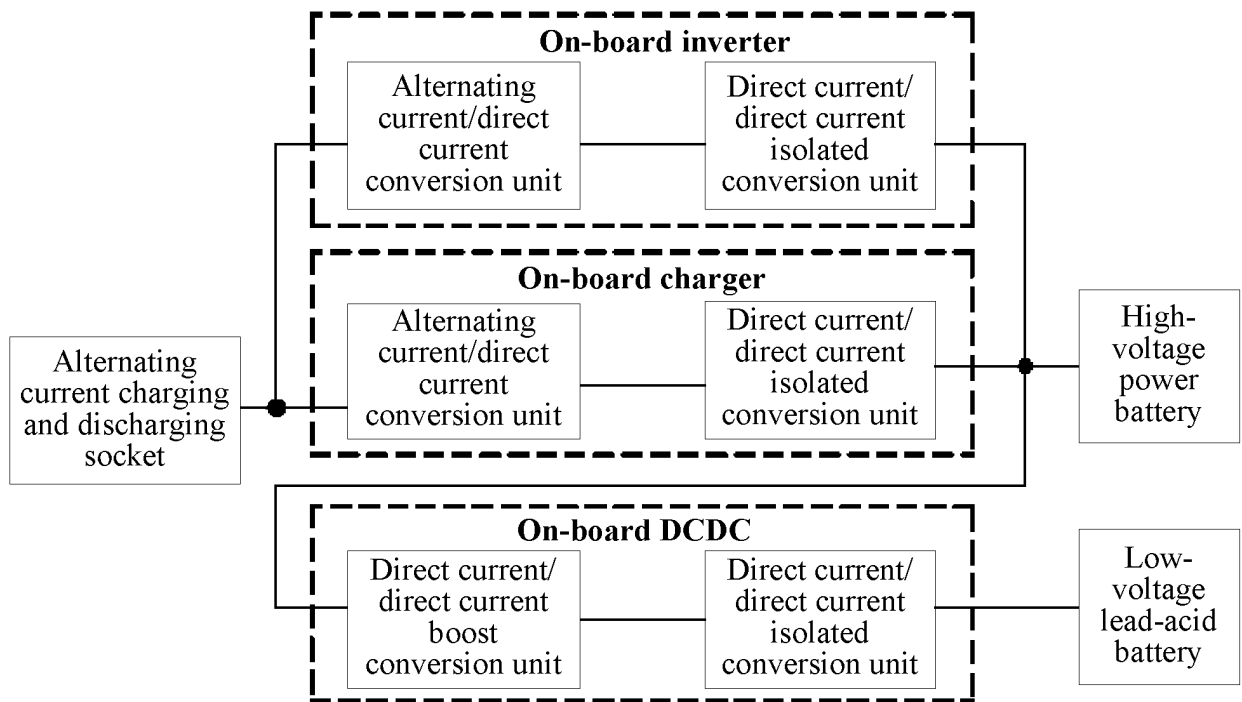 On-board inverter
Alternating
current/direct
current
conversion unit
Direct current/
direct current
isolated
conversion unit
On-board charger
Alternating
current/direct
current
conversion unit
Direct current/
direct current
isolated
conversion unit
High-
voltage
power
battery
Alternating
current charging
and discharging
socket
On-board DCDC
Direct current/
direct current
boost
conversion unit
Direct current/
direct current
isolated
conversion unit
Low-
voltage
lead-acid
battery